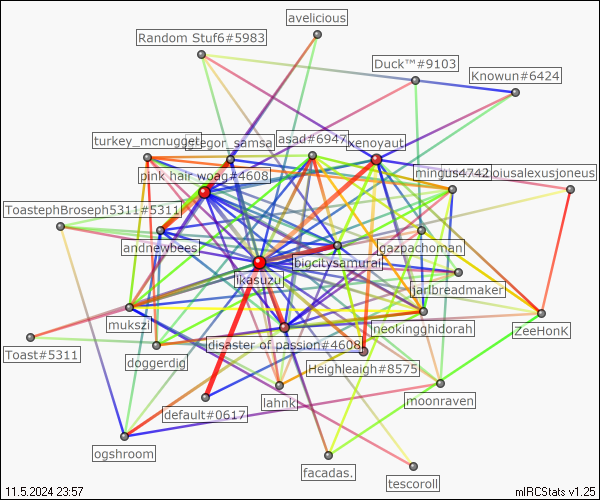 avelicious
Random Stuf6#5983
Duck™#9103
Knowun#6424
turkey_mcnugget
gregor_samsa
asad#6947
xenoyaut
pink hair woag#4608
mingus4742
ToastephBroseph5311#5311
andnewbees
bigcitysamurai
gazpachoman
ikasuzu
jarlbreadmaker
mukszi
neokinghidorah
ZeeHonK
disaster of passion#4608
Toast#5311
doggerdig
Heighleaigh#8575
lahnk
moonraven
default#0617
ogshroom
facadas.
tescoroll
11.5.2024 23:57
mIRCStats v1.25